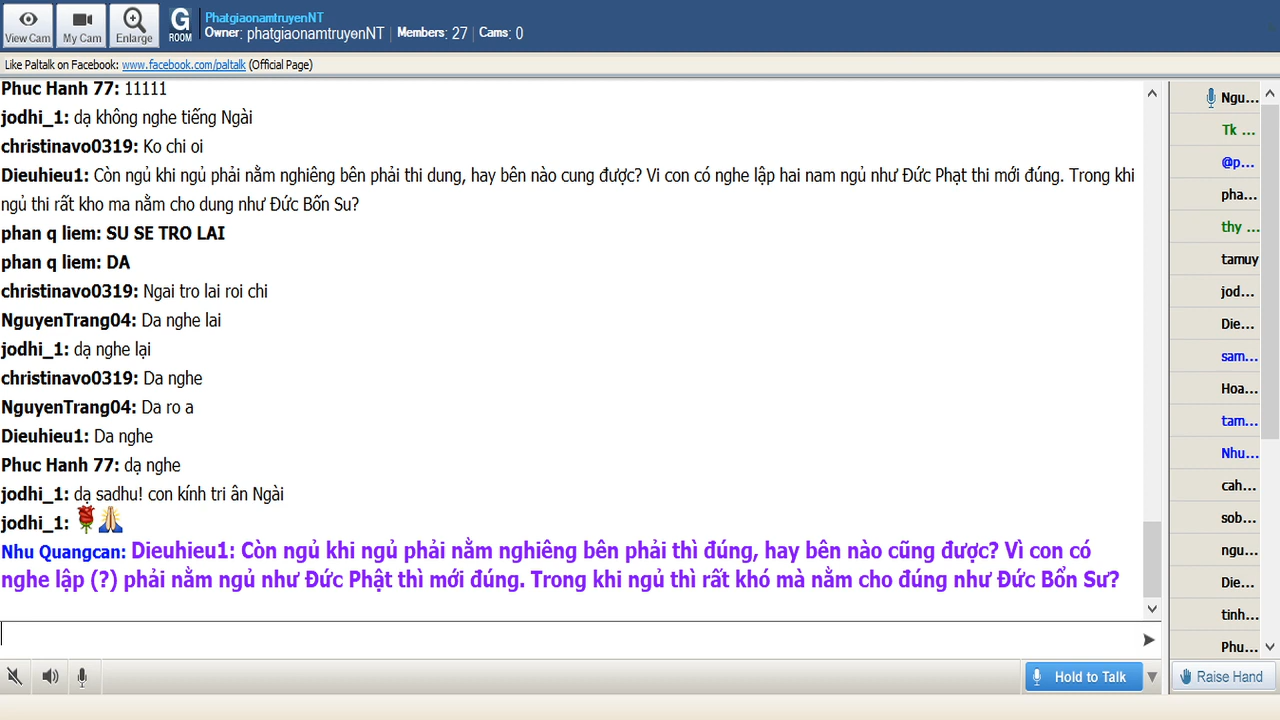 PhatgiaonamtruyenNT
View Cam My Cam Enlarge G ROOM Owner: phatgiaonamtruyenNT Members: 27 Cams: 0
Like Paltalk on Facebook: www.facebook.com/paltalk (Official Page)
Phuc Hanh 77: 11111
jodhi_1: dạ không nghe tiếng Ngài
christinavo0319: Ko chi oi
Dieuhieu1: Còn ngủ khi ngủ phải nằm nghiêng bên phải thi dung, hay bên nào cung được? Vi con có nghe lập hai nam ngủ như Đức Phạt thi mới đúng. Trong khi
ngủ thi rất kho ma nằm cho dung như Đức Bốn Su?
phan q liem: SU SE TRO LAI
phan q liem: DA
christinavo0319: Ngai tro lai roi chi
NguyenTrang04: Da nghe lai
jodhi_1: dạ nghe lại
christinavo0319: Da nghe
NguyenTrang04: Da ro a
Dieuhieu1: Da nghe
Phuc Hanh 77: dạ nghe
jodhi_1: dạ sadhu! con kính tri ân Ngài
jodhi_1:
Nhu Quangcan: Dieuhieu1: Còn ngủ khi ngủ phải nằm nghiêng bên phải thì đúng, hay bên nào cũng được? Vì con có
nghe lập (?) phải nằm ngủ như Đức Phật thì mới đúng. Trong khi ngủ thì rất khó mà nằm cho đúng như Đức Bổn Sư?
Ngu...
Tk ...
@p...
pha...
thy ...
tamuy
jod...
Die...
sam...
Hoa...
tam...
Nhu...
cah...
sob...
ngu...
Die...
tinh...
Phu...
Hold to Talk
Raise Hand